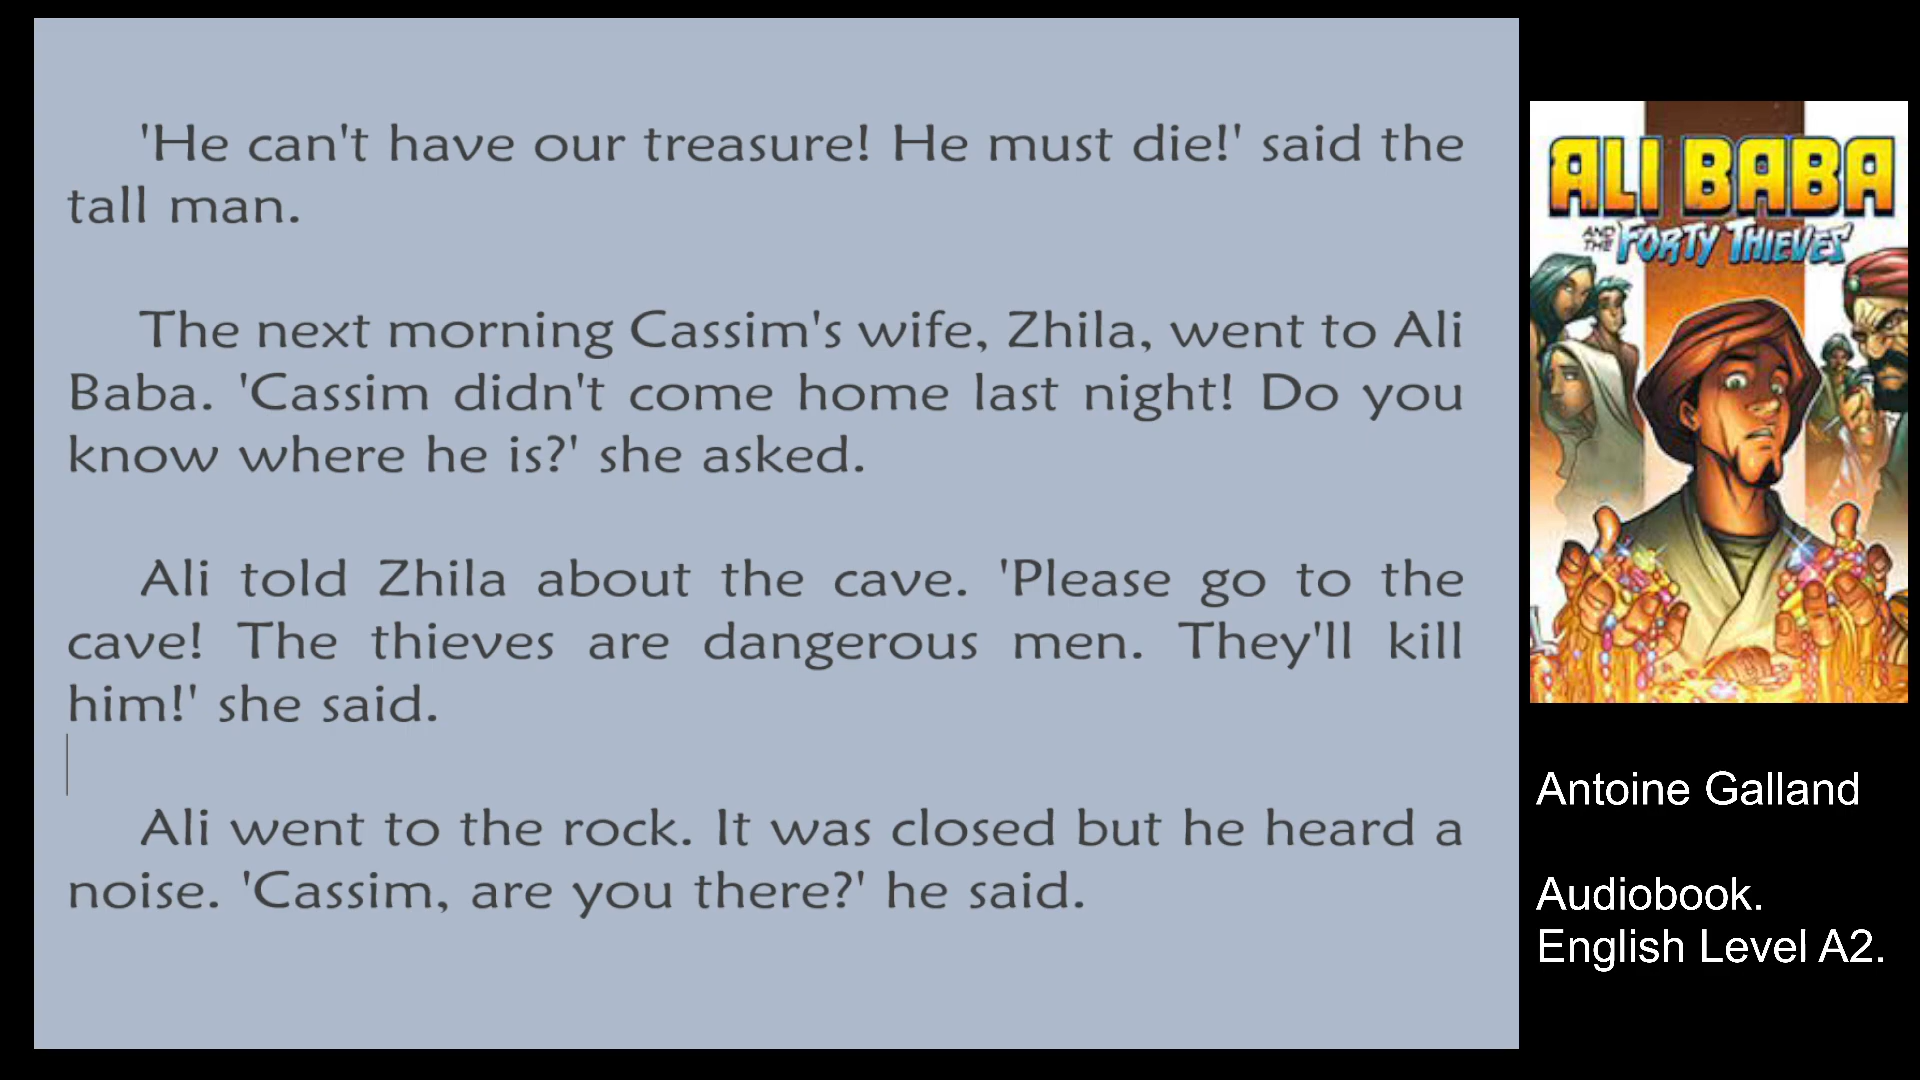 'He can't have our treasure! He must die!' said the
tall man.
The next morning Cassim's wife, Zhila, went to Ali
Baba. 'Cassim didn't come home last night! Do you
know where he is?' she asked.
Ali told Zhila about the cave. 'Please go to the
cave! The thieves are dangerous men. They'll kill
him!' she said.
Ali went to the rock. It was closed but he heard a
noise. 'Cassim, are you there?' he said.
ALI BABA
AND THE FORTY THIEVES
Antoine Galland
Audiobook.
English Level A2.